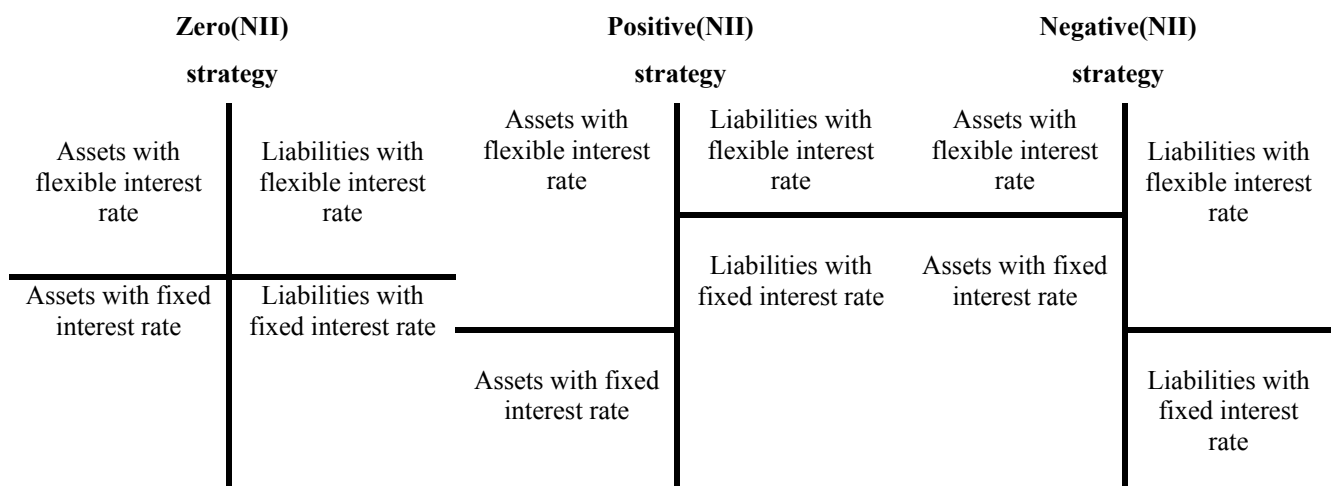 Zero(NII)
strategy
Assets with
flexible interest
rate
Liabilities with
flexible interest
rate
Assets with fixed
interest rate
Liabilities with
fixed interest rate
Positive(NII)
strategy
Assets with
flexible interest
rate
Liabilities with
flexible interest
rate
Liabilities with
fixed interest rate
Assets with fixed
interest rate
Negative(NII)
strategy
Assets with
flexible interest
rate
Liabilities with
flexible interest
rate
Assets with fixed
interest rate
Liabilities with
fixed interest
rate